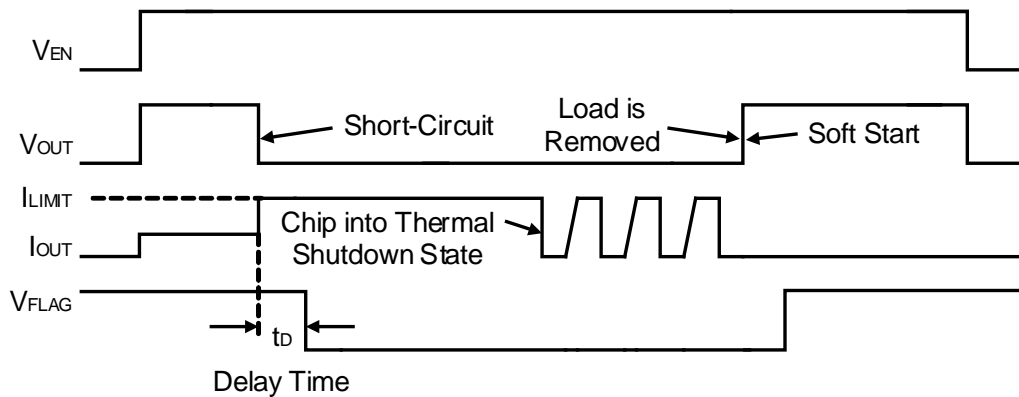 VEN
VOUT
Short-Circuit
Load is
Removed
Soft Start
ILIMIT
IOUT
Chip into Thermal
Shutdown State
VFLAG
tD
Delay Time